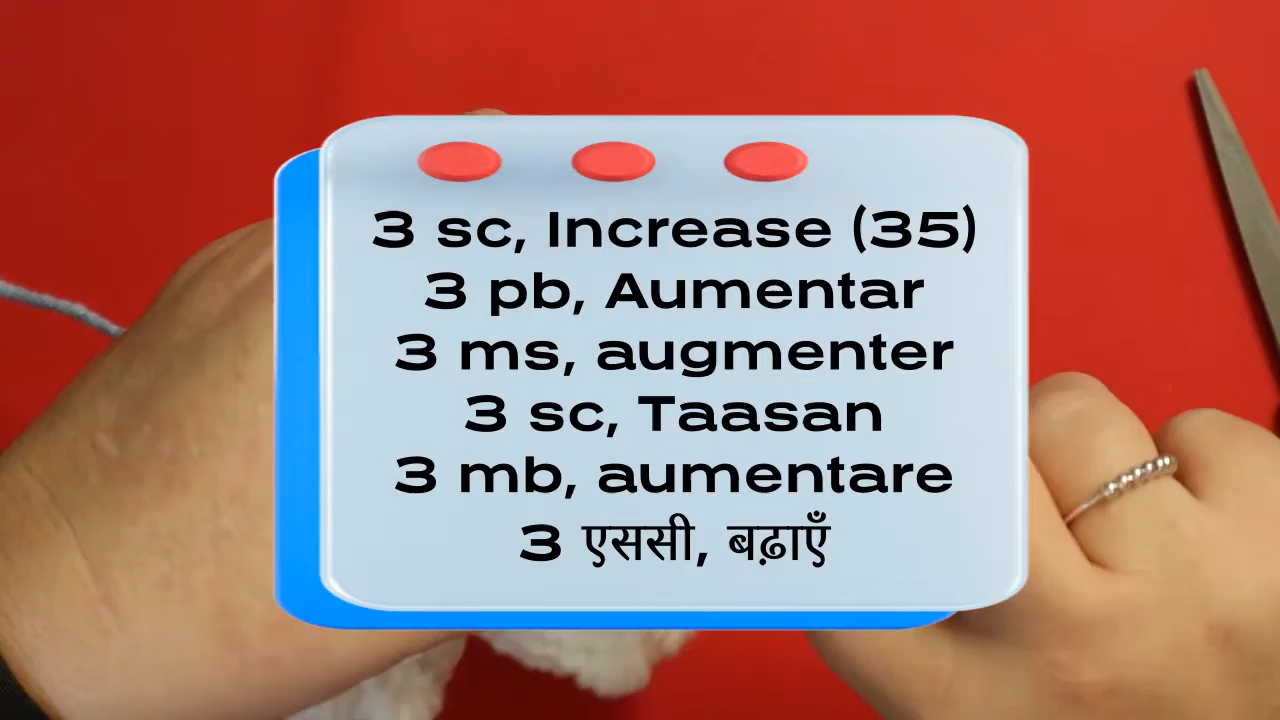 3 sc, Increase (35)
3 pb, Aumentar
3 ms, augmenter
3 sc, Taasan
3 mb, aumentare
3 एससी, बढ़ाएँ